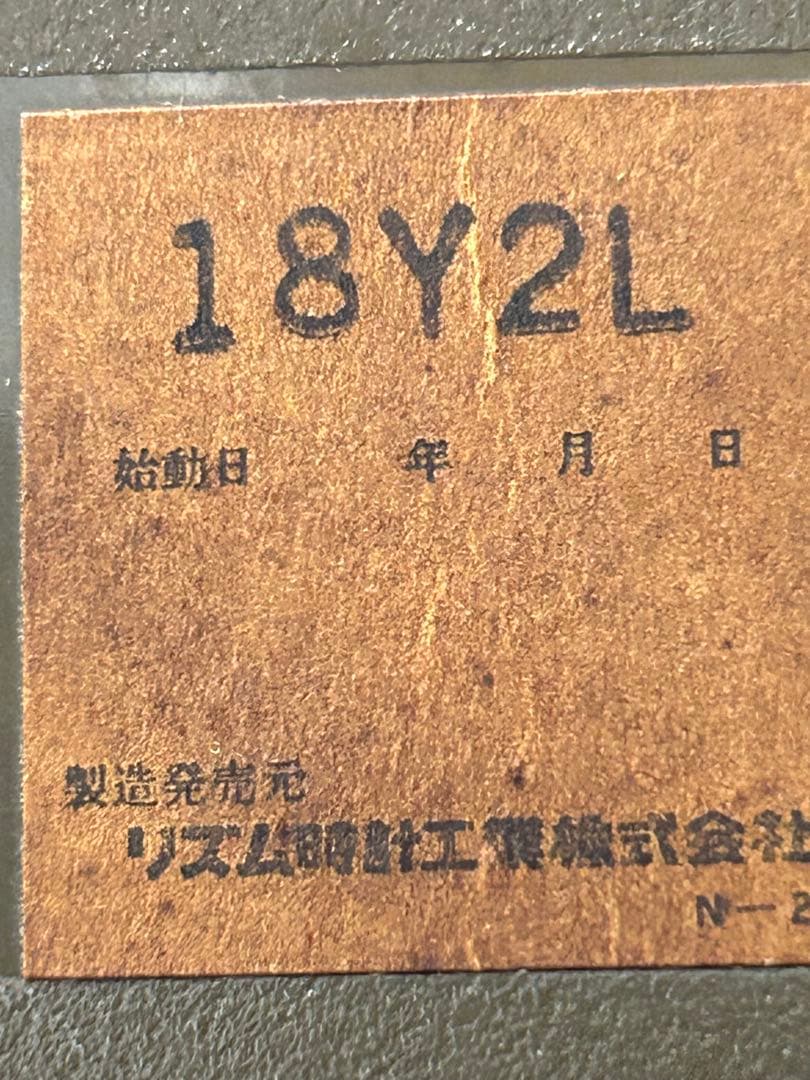 18Y2L
始動日 年 月 日
製造発売元
リズム時計工業株式会社
N-2